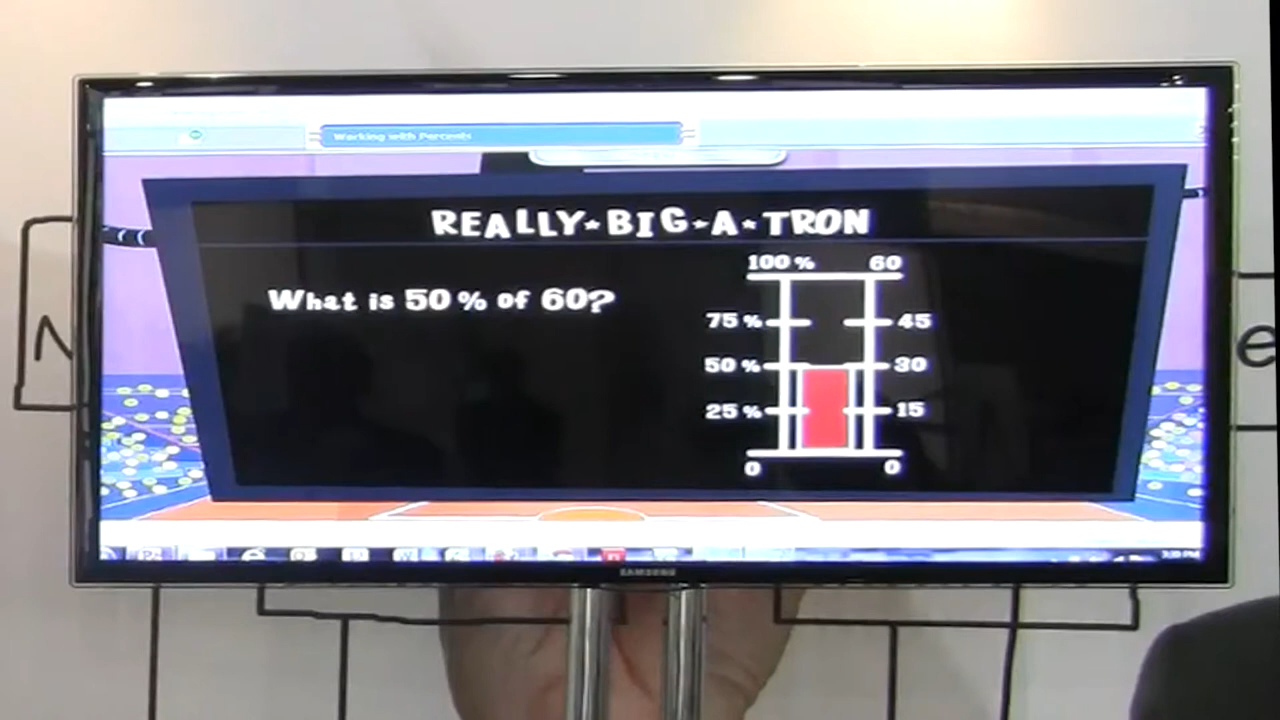 Working with Percents
REALLY·BIG·A·TRON
What is 50 % of 60?
100 % 60
75 % 45
50 % 30
25 % 15
0 0
SAMSUNG
N
e